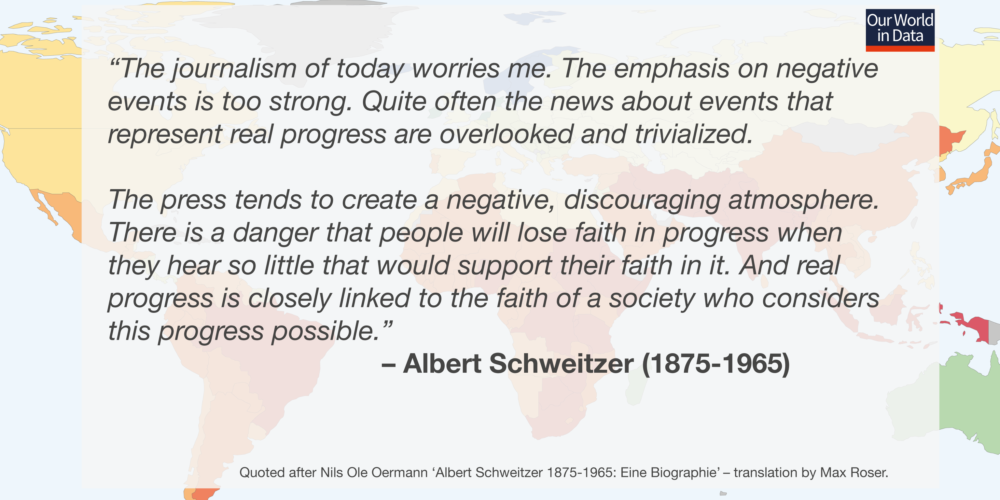 Our World
in Data
“The journalism of today worries me. The emphasis on negative
events is too strong. Quite often the news about events that
represent real progress are overlooked and trivialized.
The press tends to create a negative, discouraging atmosphere.
There is a danger that people will lose faith in progress when
they hear so little that would support their faith in it. And real
progress is closely linked to the faith of a society who considers
this progress possible.”
– Albert Schweitzer (1875-1965)
Quoted after Nils Ole Oermann ‘Albert Schweitzer 1875-1965: Eine Biographie’ – translation by Max Roser.